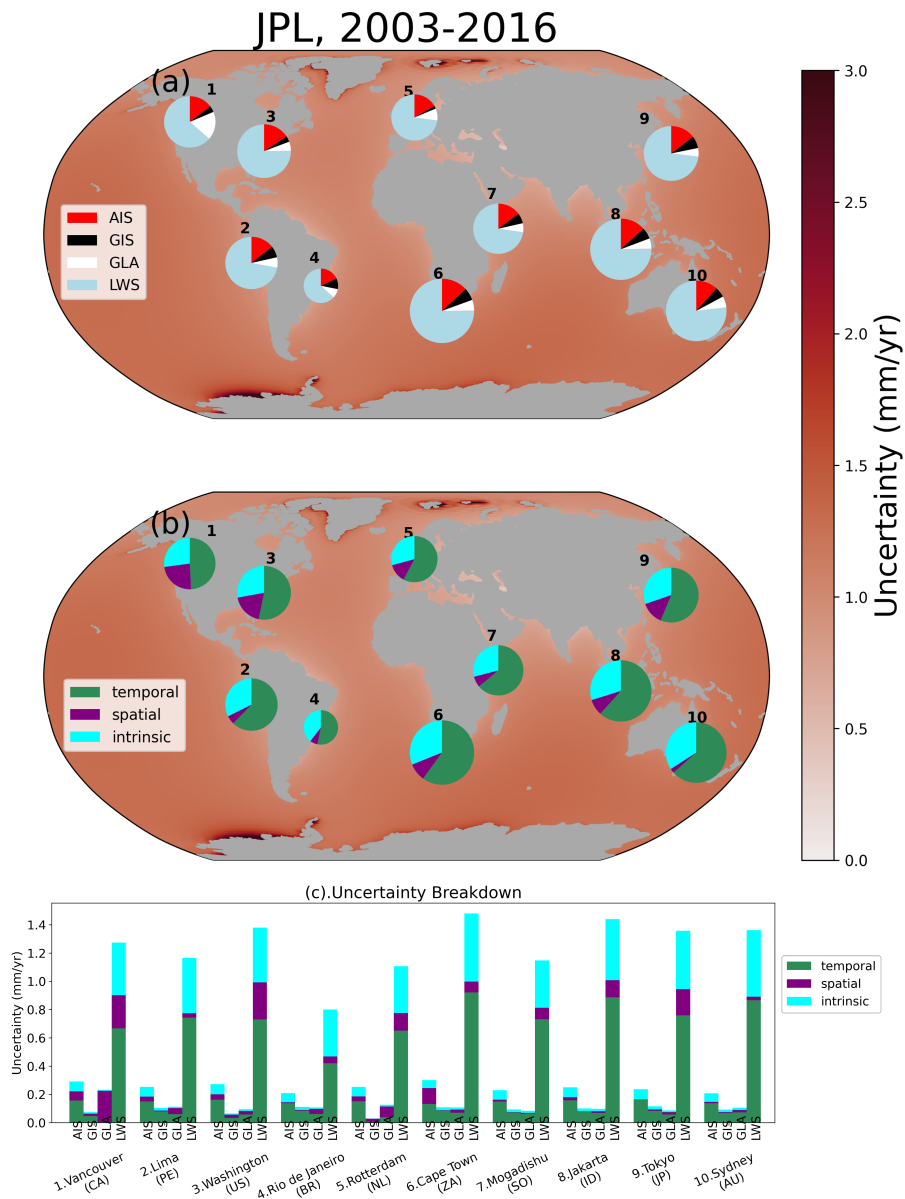 JPL, 2003-2016
(a)
1
2
3
4
5
6
7
8
9
10
AIS
GIS
GLA
LWS
3.0
2.5
2.0
1.5
1.0
0.5
0.0
Uncertainty (mm/yr)
(b)
1
2
3
4
5
6
7
8
9
10
temporal
spatial
intrinsic
(c).Uncertainty Breakdown
Uncertainty (mm/yr)
1.4
1.2
1.0
0.8
0.6
0.4
0.2
0.0
temporal
spatial
intrinsic
AIS GIS GLA LWS AIS GIS GLA LWS AIS GIS GLA LWS AIS GIS GLA LWS AIS GIS GLA LWS AIS GIS GLA LWS AIS GIS GLA LWS AIS GIS GLA LWS AIS GIS GLA LWS AIS GIS GLA LWS
1.Vancouver
(CA)
2.Lima
(PE)
3.Washington
(US)
4.Rio de Janeiro
(BR)
5.Rotterdam
(NL)
6.Cape Town
(ZA)
7.Mogadishu
(SO)
8.Jakarta
(ID)
9.Tokyo
(JP)
10.Sydney
(AU)